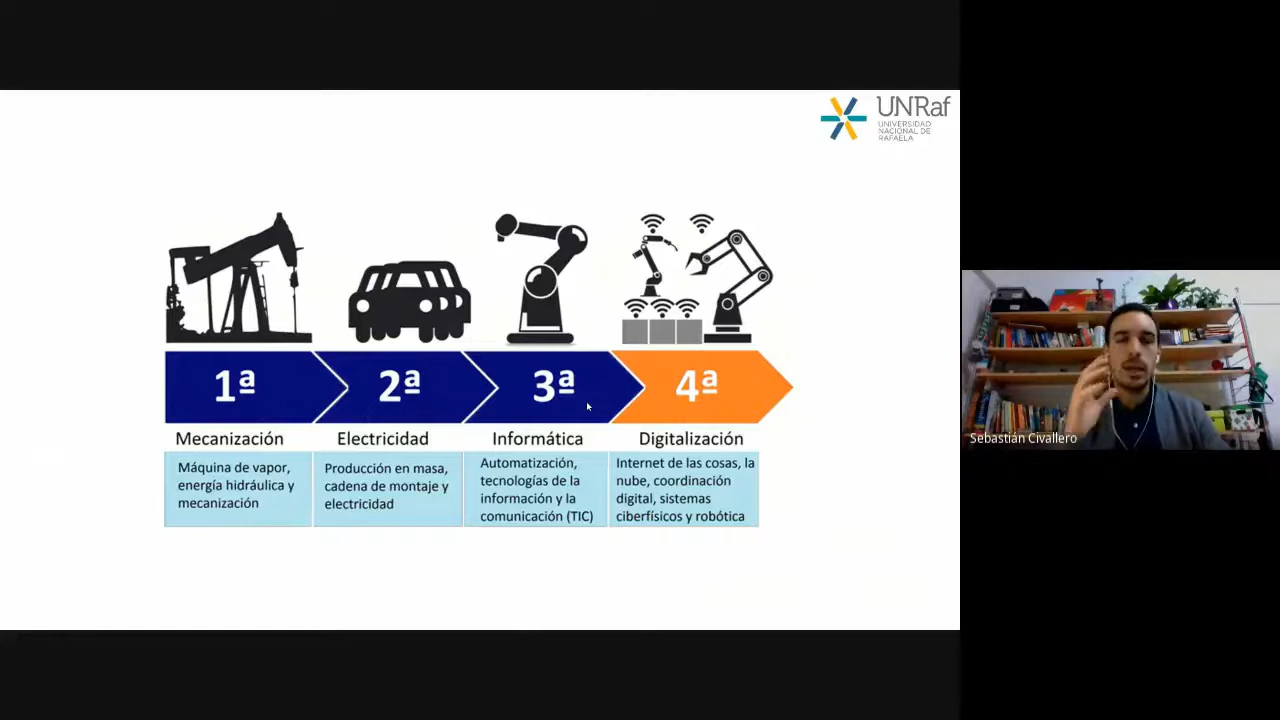 UNRaf
UNIVERSIDAD
NACIONAL DE
RAFAELA
1ª
2ª
3ª
4ª
Mecanización
Electricidad
Informática
Digitalización
Máquina de vapor,
energía hidráulica y
mecanización
Producción en masa,
cadena de montaje y
electricidad
Automatización,
tecnologías de la
información y la
comunicación (TIC)
Internet de las cosas, la
nube, coordinación
digital, sistemas
ciberfísicos y robótica
Sebastián Civallero